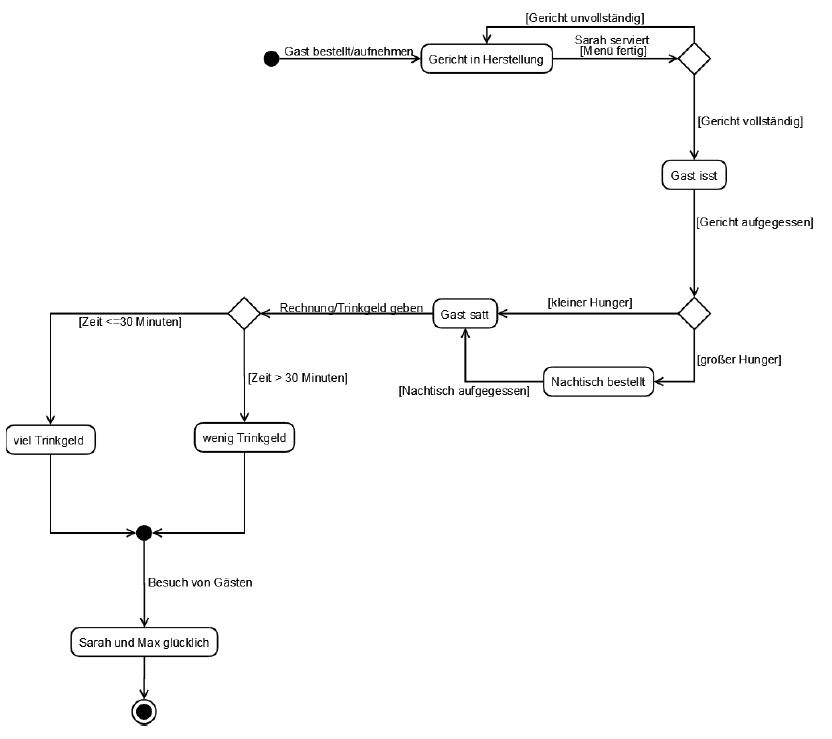 [Gericht unvollständig]
Gast bestellt/aufnehmen
Gericht in Herstellung
Sarah serviert
[Menü fertig]
[Gericht vollständig]
Gast isst
[Gericht aufgegessen]
[kleiner Hunger]
Gast satt
Rechnung/Trinkgeld geben
[Zeit <=30 Minuten]
[großer Hunger]
Nachtisch bestellt
[Nachtisch aufgegessen]
[Zeit > 30 Minuten]
viel Trinkgeld
wenig Trinkgeld
Besuch von Gästen
Sarah und Max glücklich